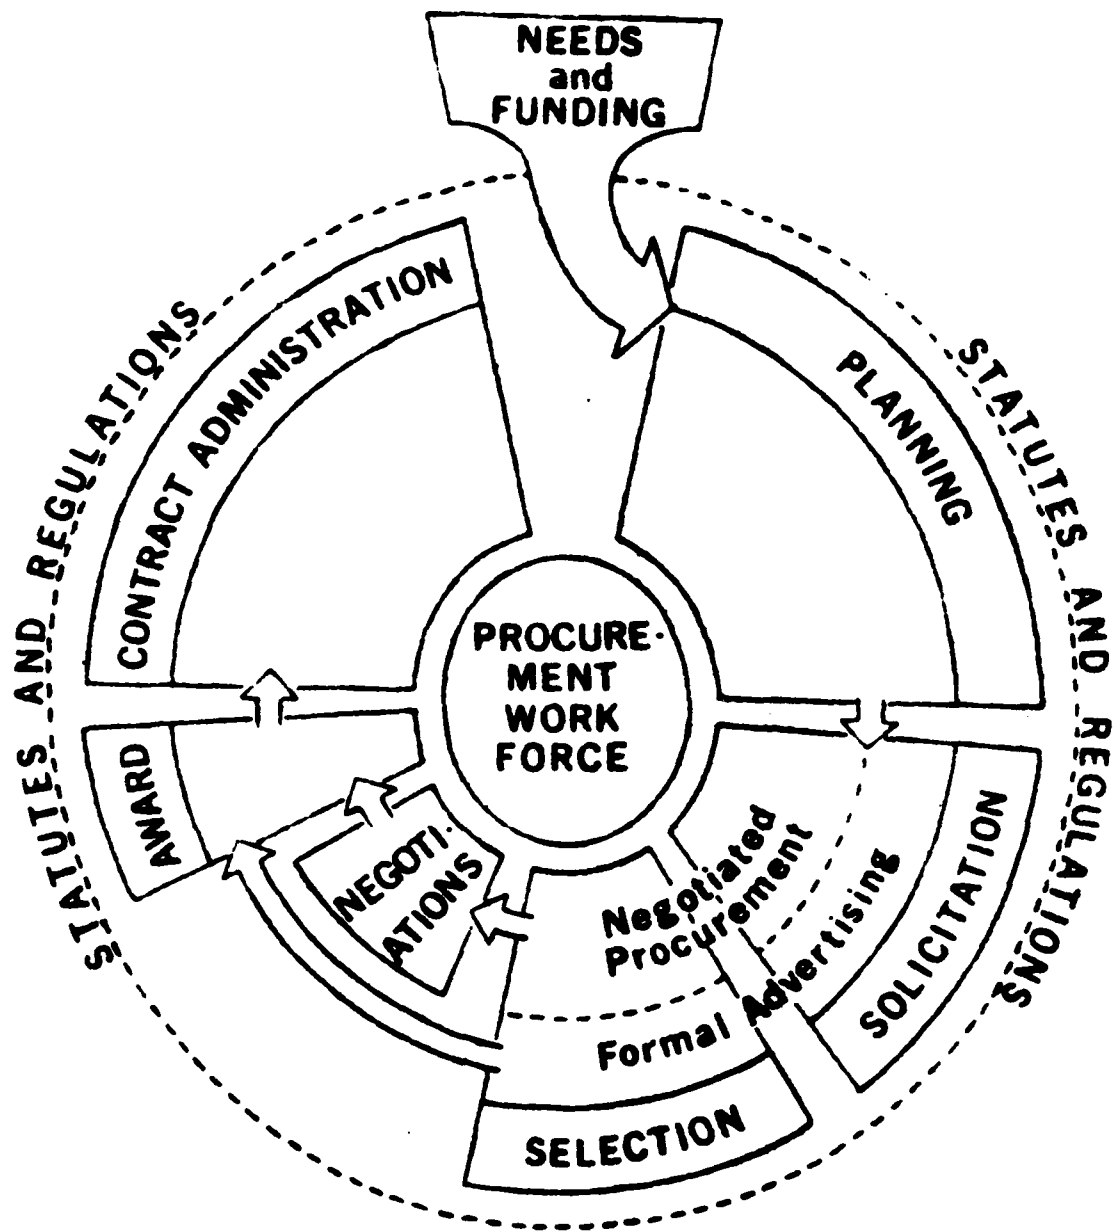 NEEDS
and
FUNDING
STATUTES AND REGULATIONS
STATUTES AND REGULATIONS
CONTRACT ADMINISTRATION
PLANNING
PROCURE-
MENT
WORK
FORCE
AWARD
NEGOTI-
ATIONS
Negotiated
Procurement
Formal Advertising
SOLICITATION
SELECTION